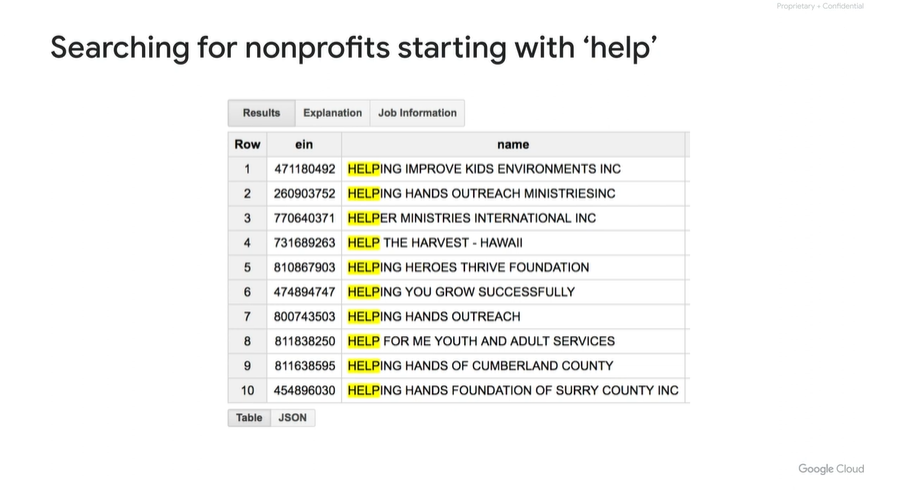 Proprietary + Confidential
Searching for nonprofits starting with ‘help’
Results Explanation Job Information
Row ein name
1 471180492 HELPING IMPROVE KIDS ENVIRONMENTS INC
2 260903752 HELPING HANDS OUTREACH MINISTRIESINC
3 770640371 HELPER MINISTRIES INTERNATIONAL INC
4 731689263 HELP THE HARVEST - HAWAII
5 810867903 HELPING HEROES THRIVE FOUNDATION
6 474894747 HELPING YOU GROW SUCCESSFULLY
7 800743503 HELPING HANDS OUTREACH
8 811838250 HELP FOR ME YOUTH AND ADULT SERVICES
9 811638595 HELPING HANDS OF CUMBERLAND COUNTY
10 454896030 HELPING HANDS FOUNDATION OF SURRY COUNTY INC
Table JSON
Google Cloud